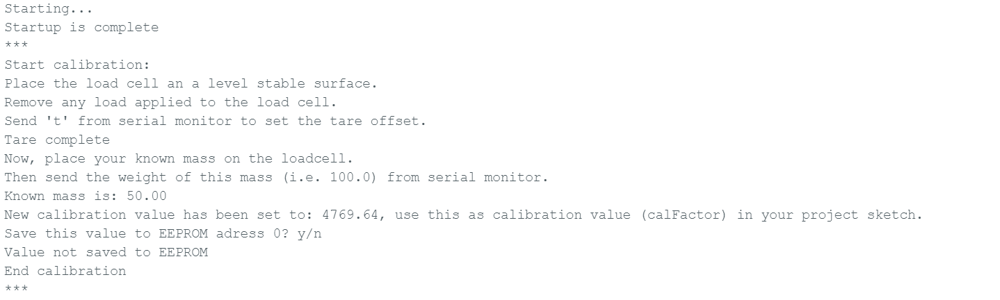 Starting...
Startup is complete
***
Start calibration:
Place the load cell an a level stable surface.
Remove any load applied to the load cell.
Send 't' from serial monitor to set the tare offset.
Tare complete
Now, place your known mass on the loadcell.
Then send the weight of this mass (i.e. 100.0) from serial monitor.
Known mass is: 50.00
New calibration value has been set to: 4769.64, use this as calibration value (calFactor) in your project sketch.
Save this value to EEPROM adress 0? y/n
Value not saved to EEPROM
End calibration
***